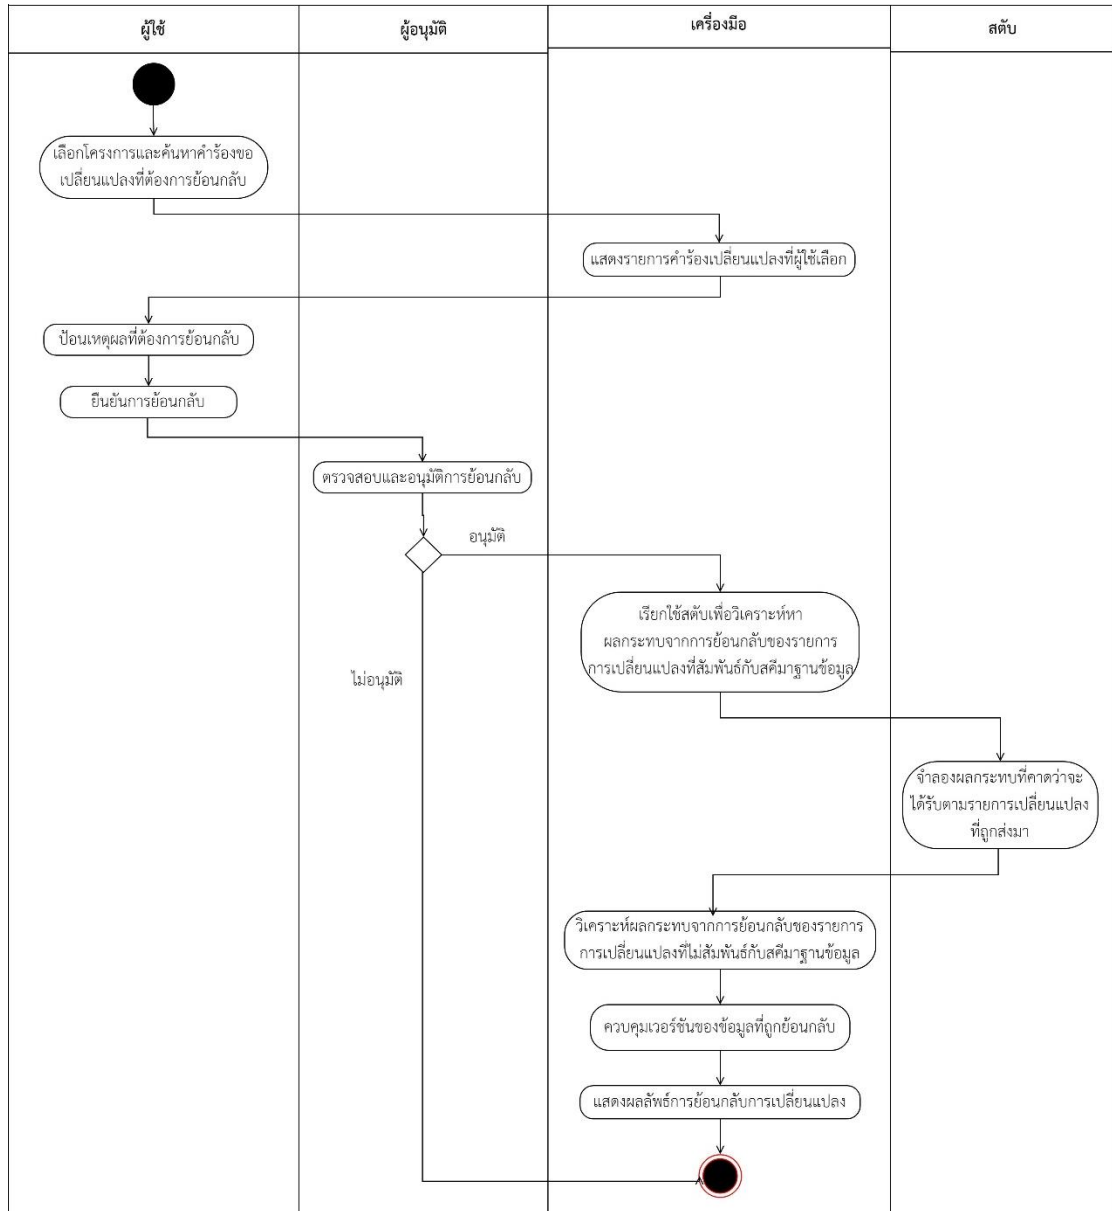 ผู้ใช้
ผู้อนุมัติ
เครื่องมือ
สตับ
เลือกโครงการและค้นหาคำร้องขอ
เปลี่ยนแปลงที่ต้องการย้อนกลับ
แสดงรายการคำร้องเปลี่ยนแปลงที่ผู้ใช้เลือก
ป้อนเหตุผลที่ต้องการย้อนกลับ
ยืนยันการย้อนกลับ
ตรวจสอบและอนุมัติการย้อนกลับ
อนุมัติ
เรียกใช้สตับเพื่อวิเคราะห์หา
ผลกระทบจากการย้อนกลับของรายการ
การเปลี่ยนแปลงที่สัมพันธ์กับสคีมาฐานข้อมูล
ไม่อนุมัติ
จำลองผลกระทบที่คาดว่าจะ
ได้รับตามรายการเปลี่ยนแปลง
ที่ถูกส่งมา
วิเคราะห์ผลกระทบจากการย้อนกลับของรายการ
การเปลี่ยนแปลงที่ไม่สัมพันธ์กับสคีมาฐานข้อมูล
ควบคุมเวอร์ชันของข้อมูลที่ถูกย้อนกลับ
แสดงผลลัพธ์การย้อนกลับการเปลี่ยนแปลง